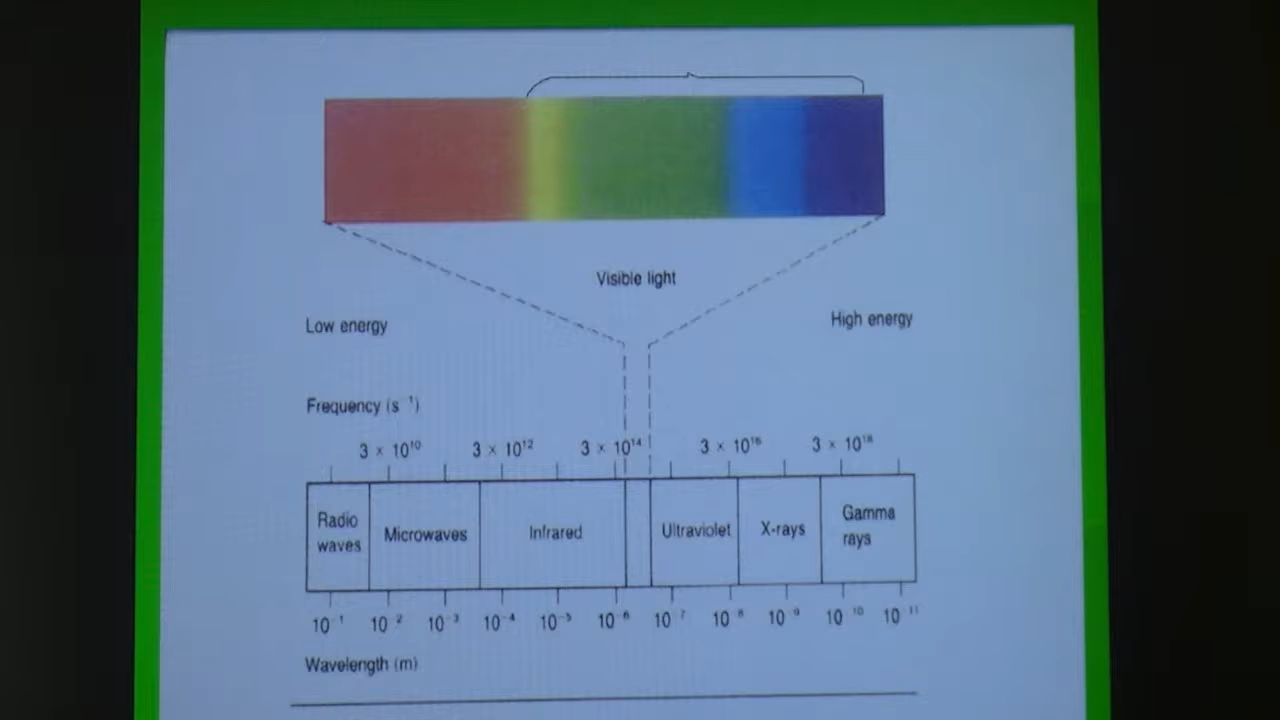 Visible light
Low energy
High energy
Frequency (s ¹)
3 × 10¹⁰ 3 × 10¹² 3 × 10¹⁴ 3 × 10¹⁶ 3 × 10¹⁸
Radio waves
Microwaves
Infrared
Ultraviolet
X-rays
Gamma rays
10⁻¹ 10⁻² 10⁻³ 10⁻⁴ 10⁻⁵ 10⁻⁶ 10⁻⁷ 10⁻⁸ 10⁻⁹ 10⁻¹⁰ 10⁻¹¹
Wavelength (m)